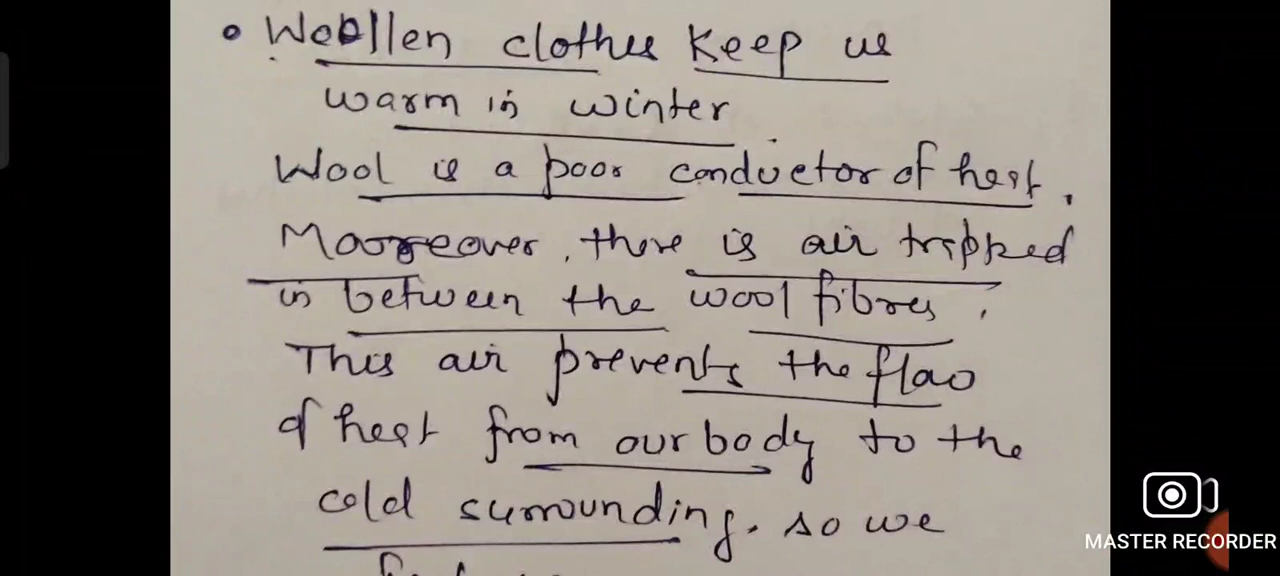 • Woollen clothes keep us
warm in winter
Wool is a poor conductor of heat.
Moreover, there is air trapped
in between the wool fibres.
This air prevents the flow
of heat from our body to the
cold surrounding. so we
MASTER RECORDER